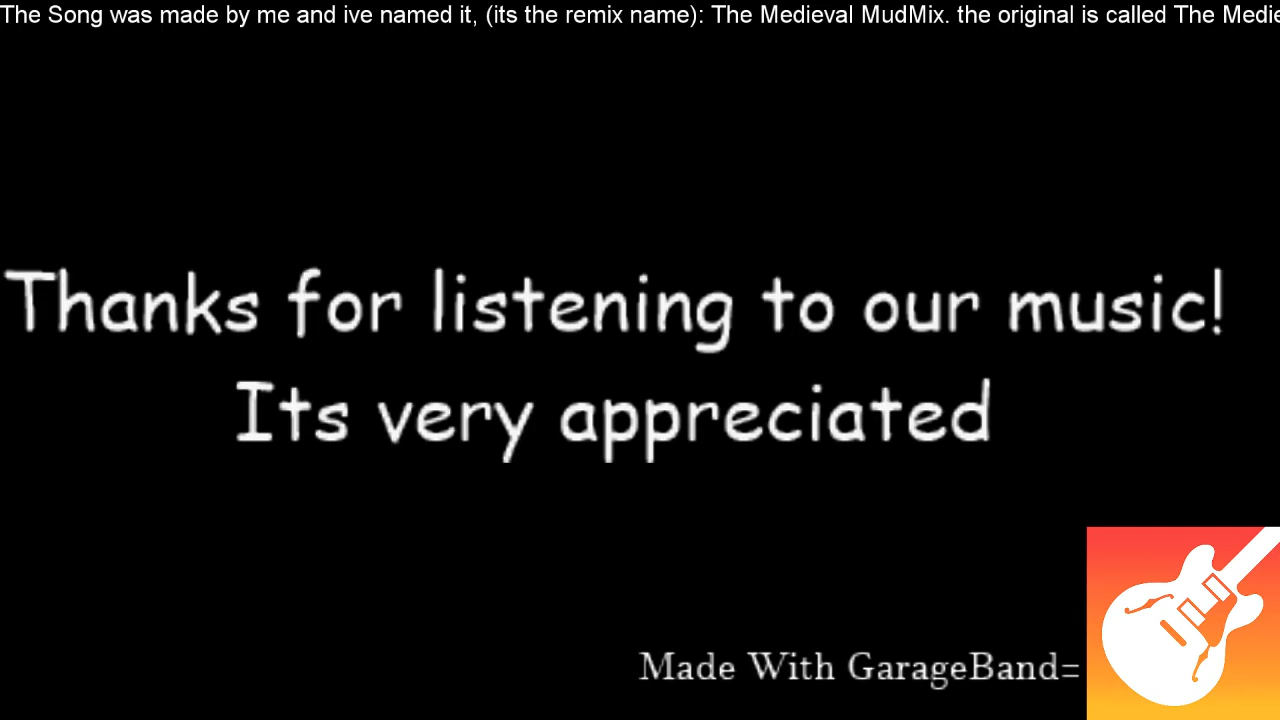 The Song was made by me and ive named it, (its the remix name): The Medieval MudMix. the original is called The
Thanks for listening to our music!
Its very appreciated
Made With GarageBand=